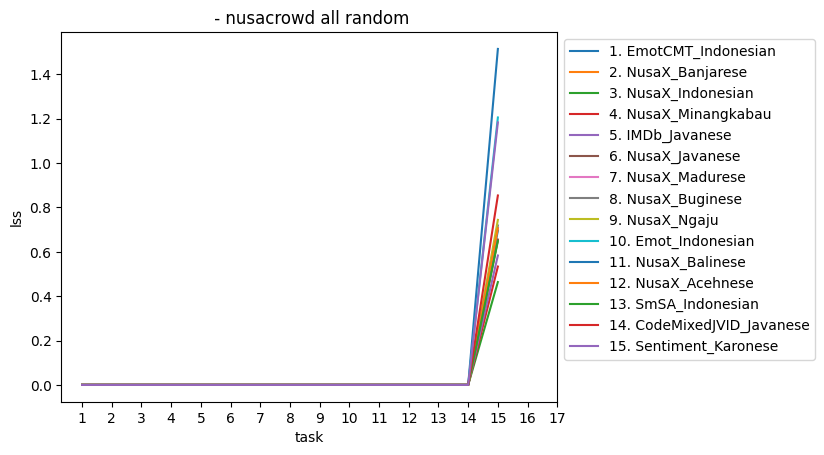 - nusacrowd all random
lss
1.4
1.2
1.0
0.8
0.6
0.4
0.2
0.0
1 2 3 4 5 6 7 8 9 10 11 12 13 14 15 16 17
task
1. EmotCMT_Indonesian
2. NusaX_Banjarese
3. NusaX_Indonesian
4. NusaX_Minangkabau
5. IMDb_Javanese
6. NusaX_Javanese
7. NusaX_Madurese
8. NusaX_Buginese
9. NusaX_Ngaju
10. Emot_Indonesian
11. NusaX_Balinese
12. NusaX_Acehnese
13. SmSA_Indonesian
14. CodeMixedJVID_Javanese
15. Sentiment_Karonese